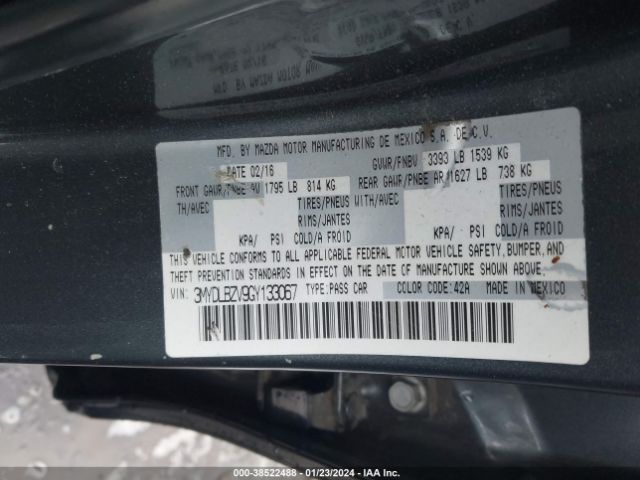 MFD. BY MAZDA MOTOR MANUFACTURING DE MEXICO S.A. DE C.V.
DATE 02/16 GVWR/PNBV 3393 LB 1539 KG
FRONT GAWR/PNBE AV 1795 LB 814 KG REAR GAWR/PNBE AR 1627 LB 738 KG
TH/AVEC TIRES/PNEUS WITH/AVEC TIRES/PNEUS
RIMS/JANTES RIMS/JANTES
KPA/ PSI COLD/A FROID KPA/ PSI COLD/A FROID
THIS VEHICLE CONFORMS TO ALL APPLICABLE FEDERAL MOTOR VEHICLE SAFETY, BUMPER, AND
THEFT PREVENTION STANDARDS IN EFFECT ON THE DATE OF MANUFACTURE SHOWN ABOVE.
VIN: 3MYDLBZV9GY133067 TYPE: PASS CAR COLOR CODE: 42A MADE IN MEXICO
000-38522488 - 01/23/2024 - IAA Inc.